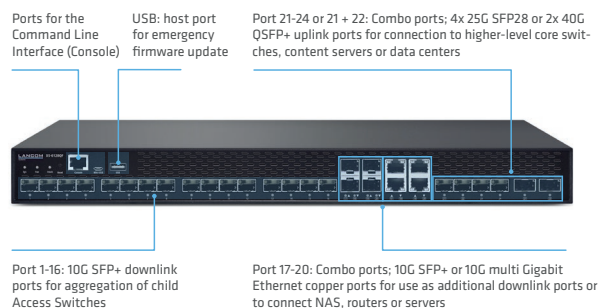 Ports for the
Command Line
Interface (Console)
USB: host port
for emergency
firmware update
Port 21-24 or 21 + 22: Combo ports; 4x 25G SFP28 or 2x 40G
QSFP+ uplink ports for connection to higher-level core swit-
ches, content servers or data centers
LANCOM
Port 1-16: 10G SFP+ downlink
ports for aggregation of child
Access Switches
Port 17-20: Combo ports; 10G SFP+ or 10G multi Gigabit
Ethernet copper ports for use as additional downlink ports or
to connect NAS, routers or servers